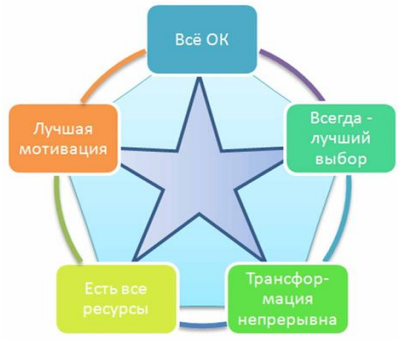 Всё ОК
Лучшая
мотивация
Всегда -
лучший
выбор
Есть все
ресурсы
Трансфор-
мация
непрерывна